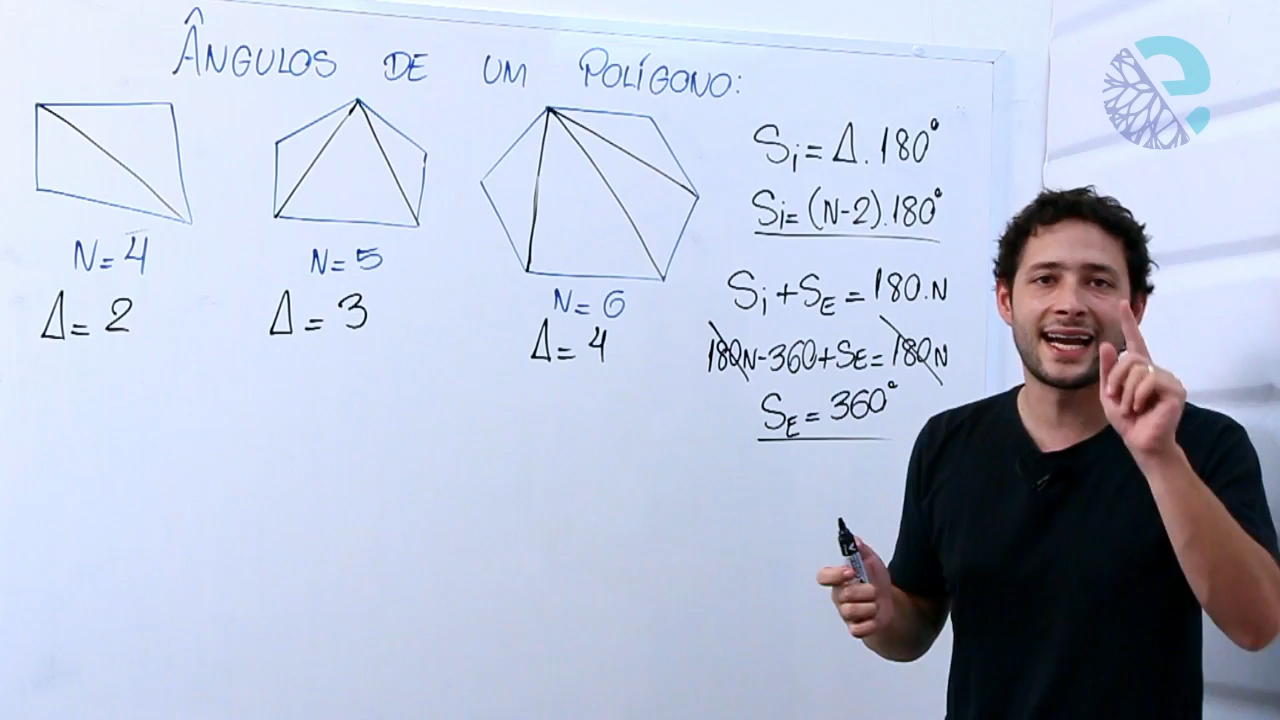 ÂNGULOS DE UM POLÍGONO:
N=4
Δ=2
N=5
Δ=3
N=6
Δ=4
Si=Δ.180°
Si=(N-2).180°
Si+SE=180.N
180N-360+SE=180N
SE=360°